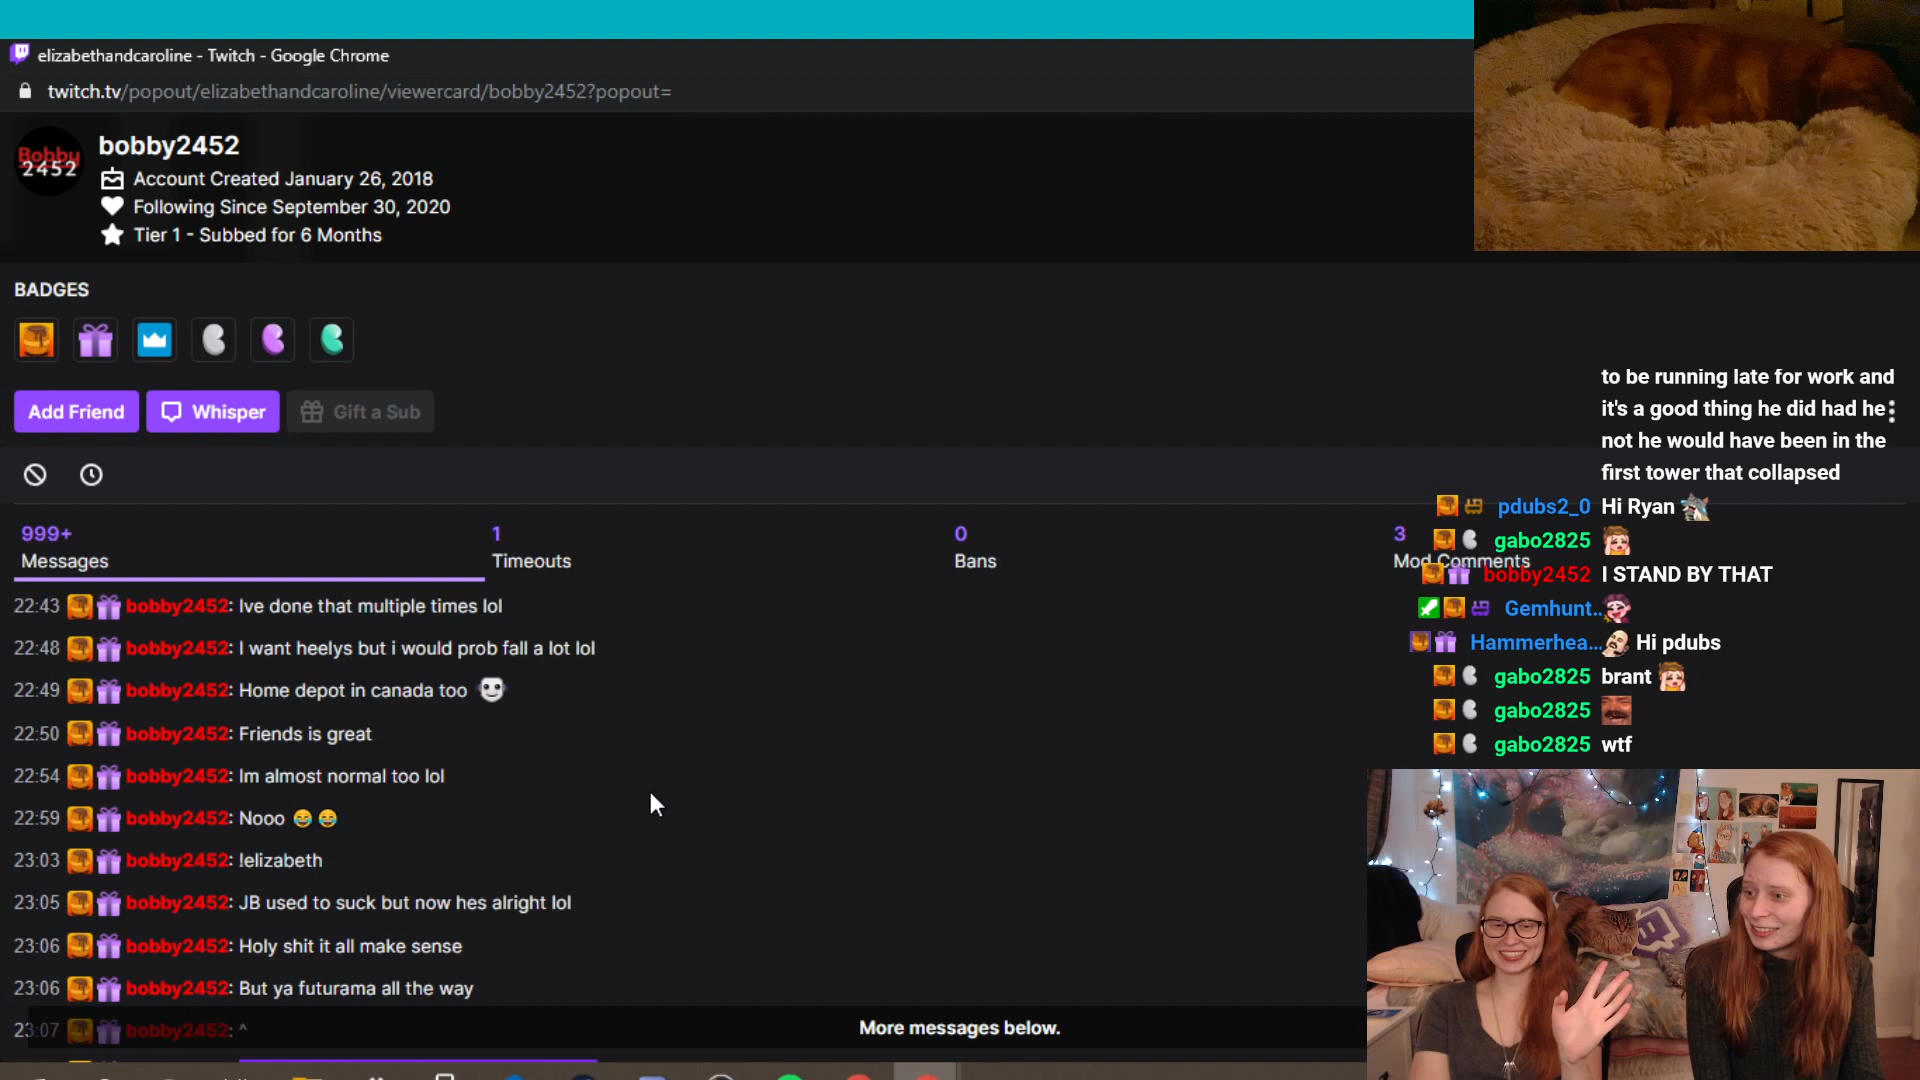 elizabethandcaroline - Twitch - Google Chrome
twitch.tv/popout/elizabethandcaroline/viewercard/bobby2452?popout=
Bobby
2452
bobby2452
Account Created January 26, 2018
Following Since September 30, 2020
Tier 1 - Subbed for 6 Months
BADGES
Add Friend
Whisper
Gift a Sub
999+
Messages
1
Timeouts
0
Bans
3
Mod Comments
22:43 bobby2452: Ive done that multiple times lol
22:48 bobby2452: I want heelys but i would prob fall a lot lol
22:49 bobby2452: Home depot in canada too
22:50 bobby2452: Friends is great
22:54 bobby2452: Im almost normal too lol
22:59 bobby2452: Nooo 😂 😂
23:03 bobby2452: !elizabeth
23:05 bobby2452: JB used to suck but now hes alright lol
23:06 bobby2452: Holy shit it all make sense
23:06 bobby2452: But ya futurama all the way
23:07 bobby2452: ^
More messages below.
to be running late for work and
it's a good thing he did had he
not he would have been in the
first tower that collapsed
pdubs2_0 Hi Ryan
gabo2825
bobby2452 I STAND BY THAT
Gemhunt...
Hammerhea... Hi pdubs
gabo2825 brant
gabo2825
gabo2825 wtf